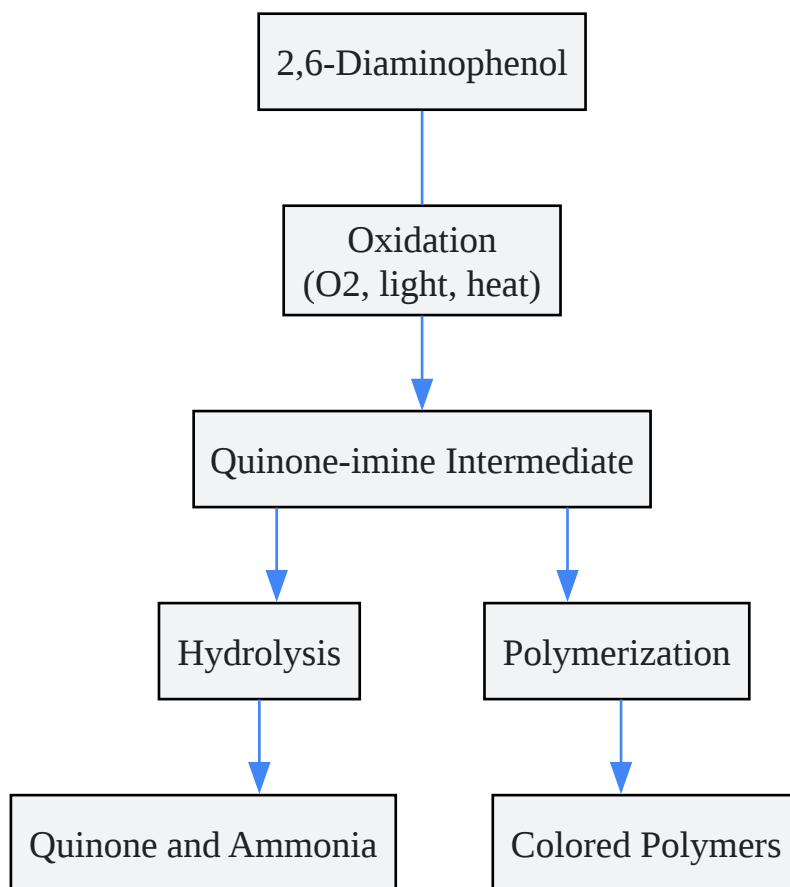 2,6-Diaminophenol
Oxidation
(O2, light, heat)
Quinone-imine Intermediate
Hydrolysis
Polymerization
Quinone and Ammonia
Colored Polymers